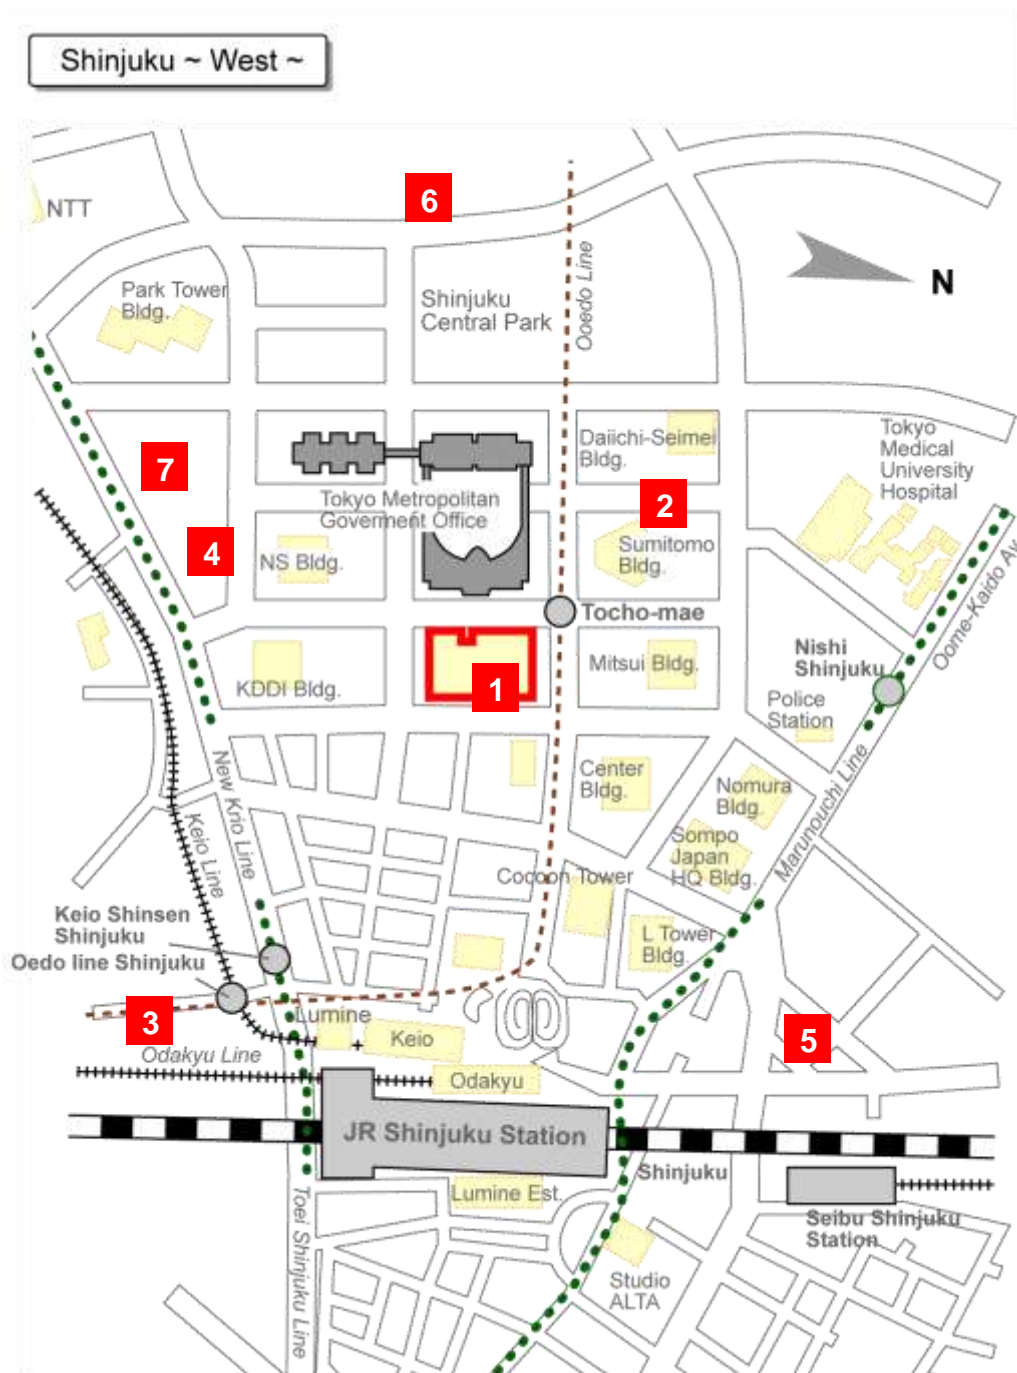 Shinjuku ~ West ~
6
NTT
Ooedo Line
N
Park Tower
Bldg.
Shinjuku
Central Park
7
Daiichi-Seimei
Bldg.
Tokyo
Medical
University
Hospital
Tokyo Metropolitan
Goverment Office
2
4
NS Bldg.
Sumitomo
Bldg.
Oome-Kaido Av
Tocho-mae
KDDI Bldg.
1
Mitsui Bldg.
Nishi
Shinjuku
Police
Station
New Krio Line
Keio Line
Center
Bldg.
Nomura
Bldg.
Marunouchi Line
Sompo
Japan
HQ Bldg.
Cocoon Tower
Keio Shinsen
Shinjuku
Oedo line Shinjuku
L Tower
Bldg.
3
Lumine
Keio
5
Odakyu Line
Odakyu
JR Shinjuku Station
Shinjuku
Lumine Est.
Seibu Shinjuku
Station
Toei Shinjuku Line
Studio
ALTA